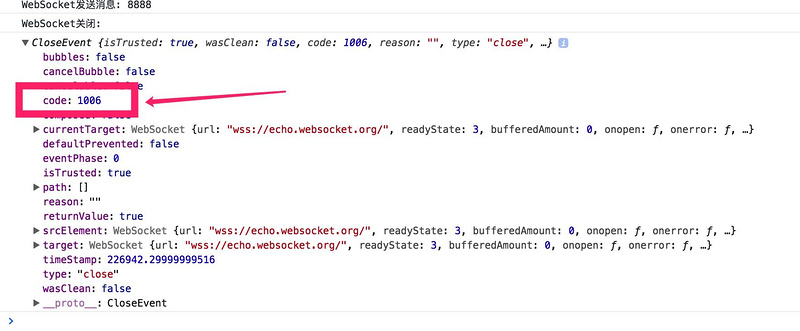 WebSocket发送消息: 8888
WebSocket关闭:
▼CloseEvent {isTrusted: true, wasClean: false, code: 1006, reason: "", type: "close", …} i
bubbles: false
cancelBubble: false
code: 1006
▶currentTarget: WebSocket {url: "wss://echo.websocket.org/", readyState: 3, bufferedAmount: 0, onopen: ƒ, onerror: ƒ, …}
defaultPrevented: false
eventPhase: 0
isTrusted: true
▶path: []
reason: ""
returnValue: true
▶srcElement: WebSocket {url: "wss://echo.websocket.org/", readyState: 3, bufferedAmount: 0, onopen: ƒ, onerror: ƒ, …}
▶target: WebSocket {url: "wss://echo.websocket.org/", readyState: 3, bufferedAmount: 0, onopen: ƒ, onerror: ƒ, …}
timeStamp: 226942.29999999516
type: "close"
wasClean: false
▶__proto__: CloseEvent
>